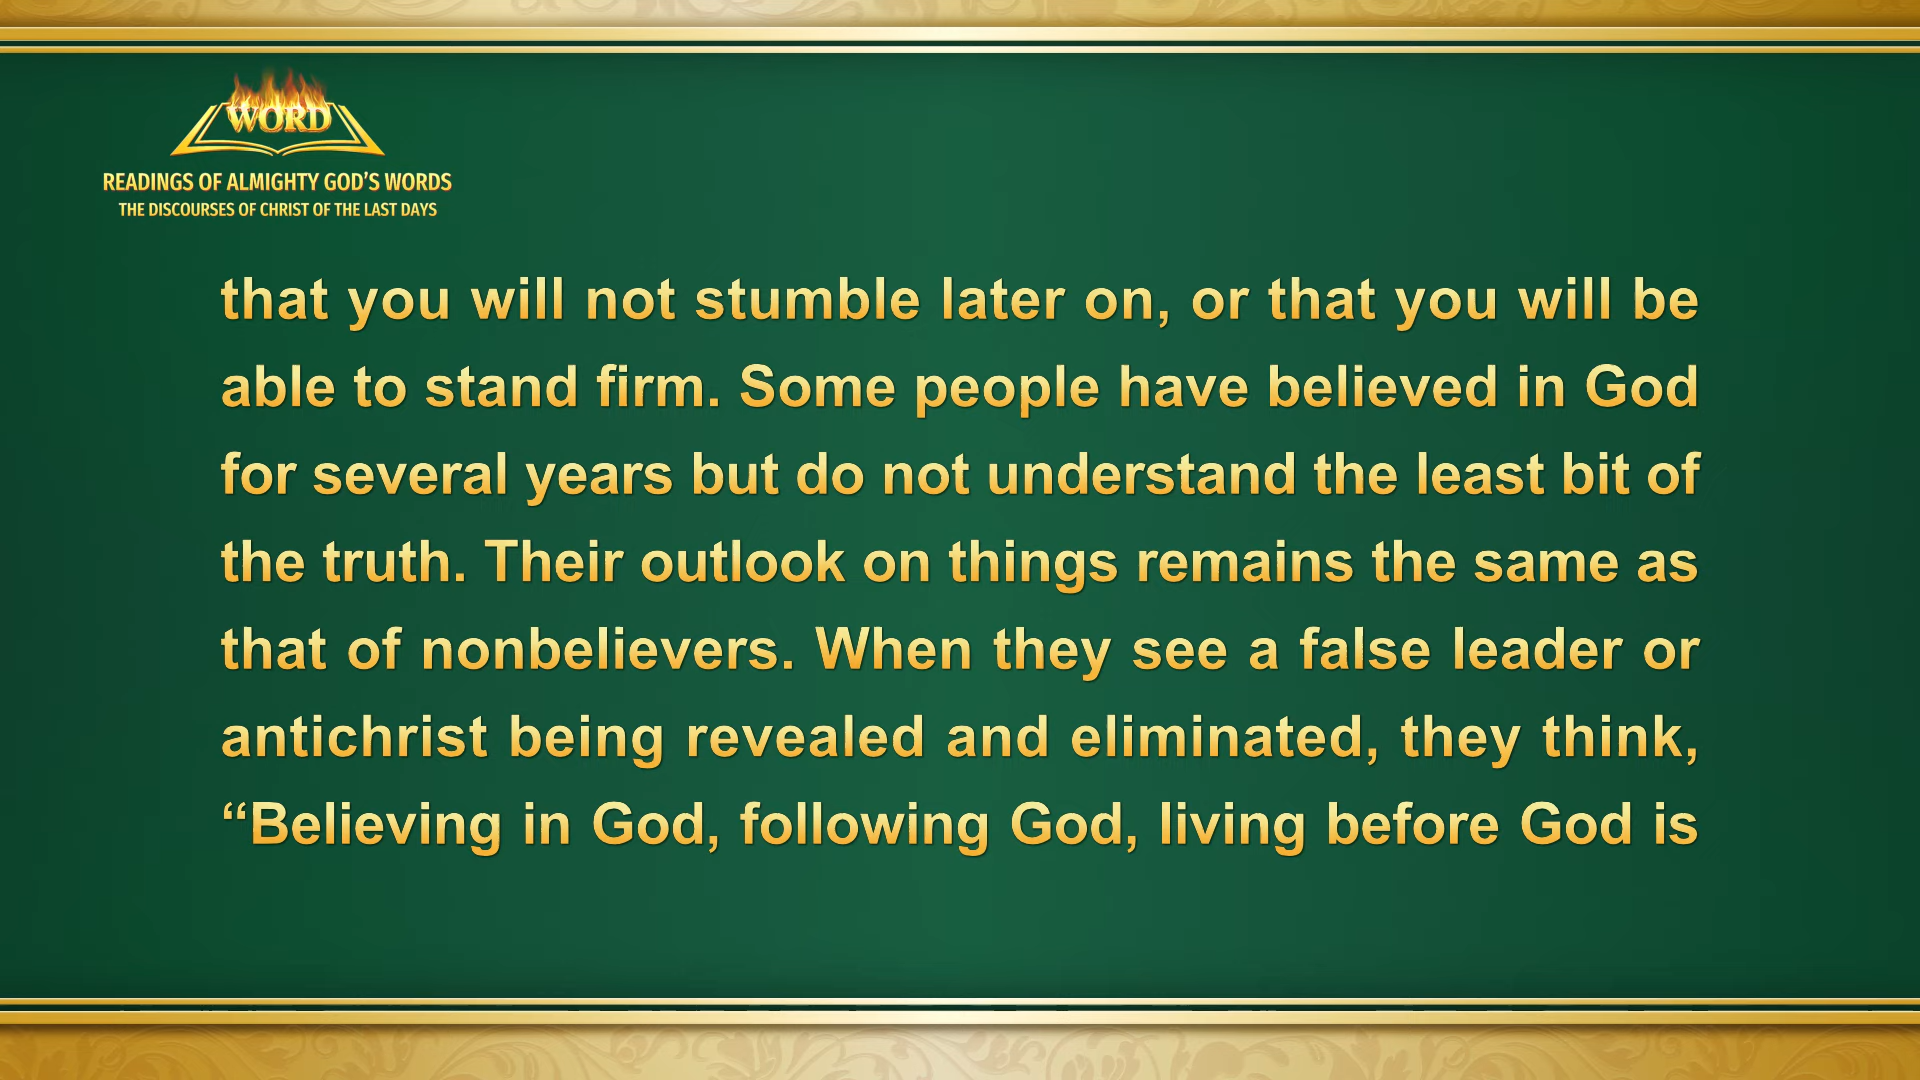 WORD
READINGS OF ALMIGHTY GOD'S WORDS
THE DISCOURSES OF CHRIST OF THE LAST DAYS
that you will not stumble later on, or that you will be
able to stand firm. Some people have believed in God
for several years but do not understand the least bit of
the truth. Their outlook on things remains the same as
that of nonbelievers. When they see a false leader or
antichrist being revealed and eliminated, they think,
“Believing in God, following God, living before God is